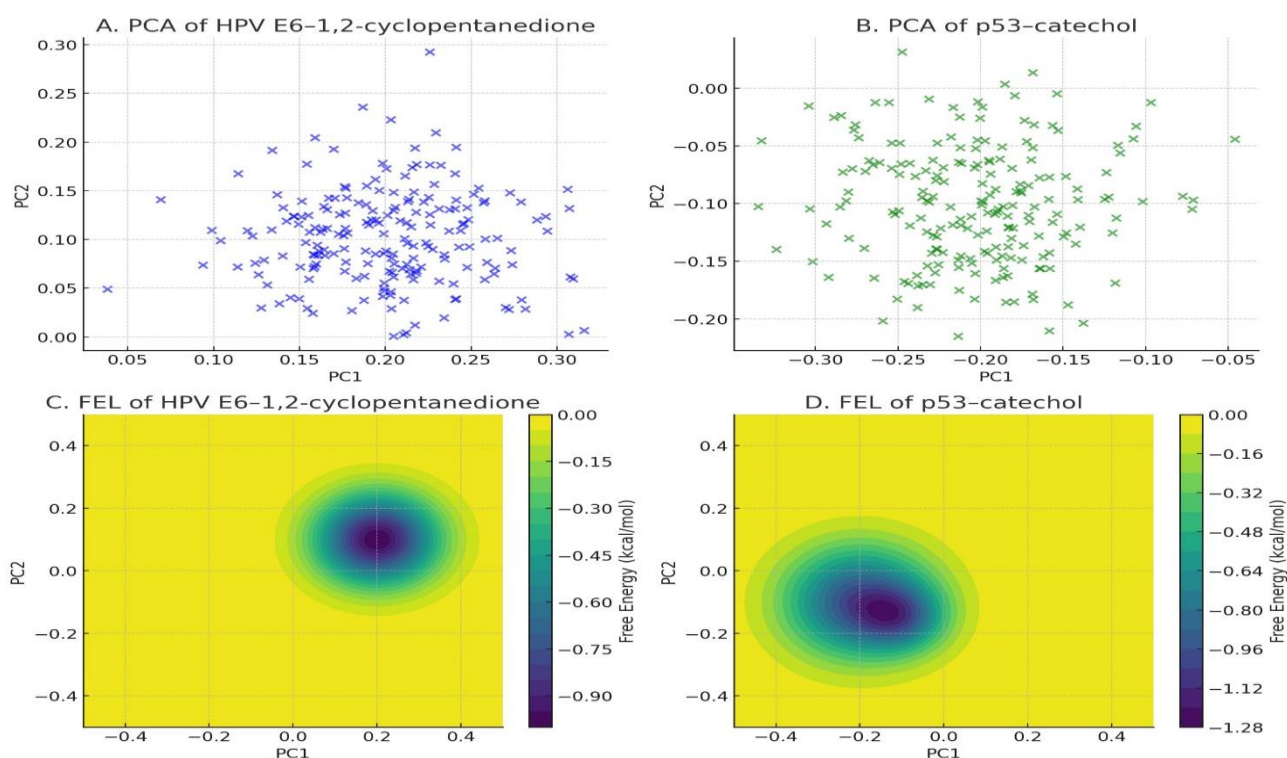 A. PCA of HPV E6–1,2-cyclopentanedione
0.30
0.25
0.20
0.15
0.10
0.05
0.00
PC2
0.05 0.10 0.15 0.20 0.25 0.30
PC1
B. PCA of p53–catechol
0.00
−0.05
−0.10
−0.15
−0.20
PC2
−0.30 −0.25 −0.20 −0.15 −0.10 −0.05
PC1
C. FEL of HPV E6–1,2-cyclopentanedione
0.4
0.2
0.0
−0.2
−0.4
PC2
−0.4 −0.2 0.0 0.2 0.4
PC1
0.00
−0.15
−0.30
−0.45
−0.60
−0.75
−0.90
Free Energy (kcal/mol)
D. FEL of p53–catechol
0.4
0.2
0.0
−0.2
−0.4
PC2
−0.4 −0.2 0.0 0.2 0.4
PC1
0.00
−0.16
−0.32
−0.48
−0.64
−0.80
−0.96
−1.12
−1.28
Free Energy (kcal/mol)